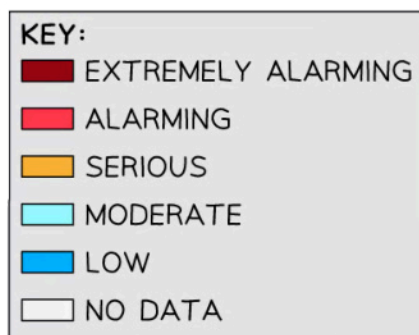 KEY:
EXTREMELY ALARMING
ALARMING
SERIOUS
MODERATE
LOW
NO DATA